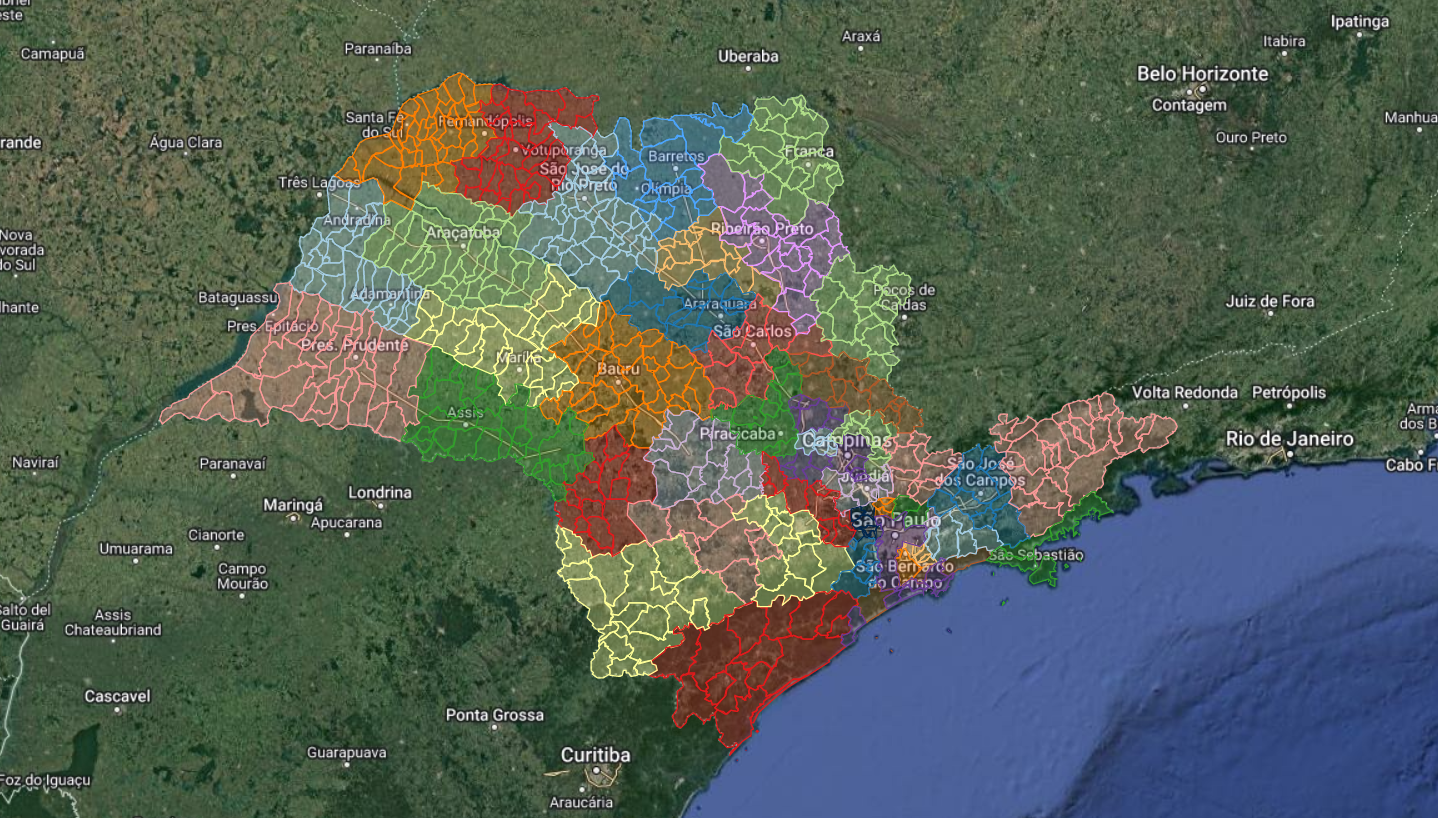 este
Camapuã
Paranaíba
Uberaba
Araxá
Ipatinga
Itabira
Belo Horizonte
Contagem
Ouro Preto
Manhua
rande
Água Clara
Santa Fé
do Sul
Fernandópolis
Votuporanga
São José do
Rio Preto
Barretos
Olímpia
Franca
Três Lagoas
Andradina
Araçatuba
Ribeirão Preto
Nova
vorada
do Sul
lhante
Bataguassu
Adamantina
Araraquara
Poços de
Caldas
Juiz de Fora
Pres. Epitácio
Pres. Prudente
São Carlos
Marília
Bauru
Volta Redonda
Petrópolis
Assis
Piracicaba
Campinas
Rio de Janeiro
Cabo F
Naviraí
Paranavaí
Jundiaí
São José
dos Campos
Maringá
Londrina
Apucarana
São Paulo
Umuarama
Cianorte
Campo
Mourão
São Bernardo
do Campo
São Sebastião
Salto del
Guairá
Assis
Chateaubriand
Cascavel
Ponta Grossa
Guarapuava
Curitiba
Foz do Iguaçu
Araucária